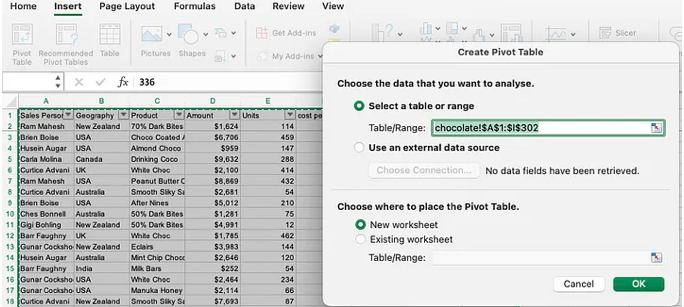 Home Insert Page Layout Formulas Data Review View
Pivot Table Recommended Pivot Tables Table Pictures Shapes Get Add-ins My Add-ins Slicer
fx 336
A B C D E
1 Sales Person Geography Product Amount Units cost pe
2 Ram Mahesh New Zealand 70% Dark Bites $1,624 114
3 Brien Boise USA Choco Coated A $6,706 459
4 Husein Augar USA Almond Choco $959 147
5 Carla Molina Canada Drinking Coco $9,632 288
6 Curtice Advani UK White Choc $2,100 414
7 Ram Mahesh USA Peanut Butter C $8,869 432
8 Curtice Advani Australia Smooth Sliky Sa $2,681 54
9 Brien Boise USA After Nines $5,012 210
10 Ches Bonnell Australia 50% Dark Bites $1,281 75
11 Gigi Bohling New Zealand 50% Dark Bites $4,991 12
12 Barr Faughny UK White Choc $1,785 462
13 Gunar Cocksho New Zealand Eclairs $3,983 144
14 Husein Augar Australia Mint Chip Choco $2,646 120
15 Barr Faughny India Milk Bars $252 54
16 Gunar Cocksho USA White Choc $2,464 234
17 Gunar Cocksho USA Manuka Honey $2,114 66
18 Curtice Advani New Zealand Smooth Sliky Sa $7,693 87
Create Pivot Table
Choose the data that you want to analyse.
Select a table or range
Table/Range: chocolate!$A$1:$I$302
Use an external data source
Choose Connection... No data fields have been retrieved.
Choose where to place the Pivot Table.
New worksheet
Existing worksheet
Table/Range:
Cancel OK